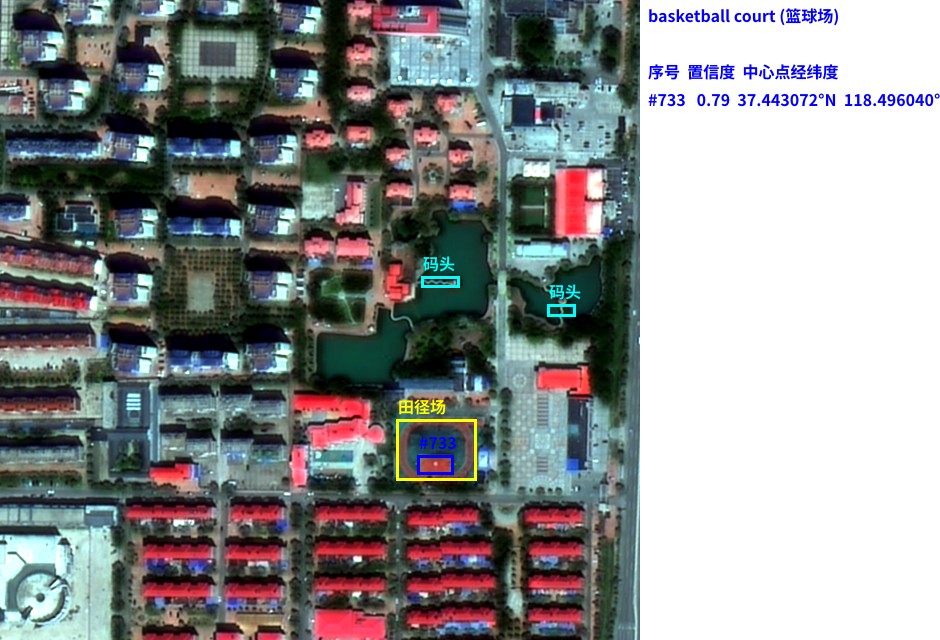 basketball court (篮球场)
序号 置信度 中心点经纬度
#733 0.79 37.443072°N 118.496040°
码头
码头
田径场
#733